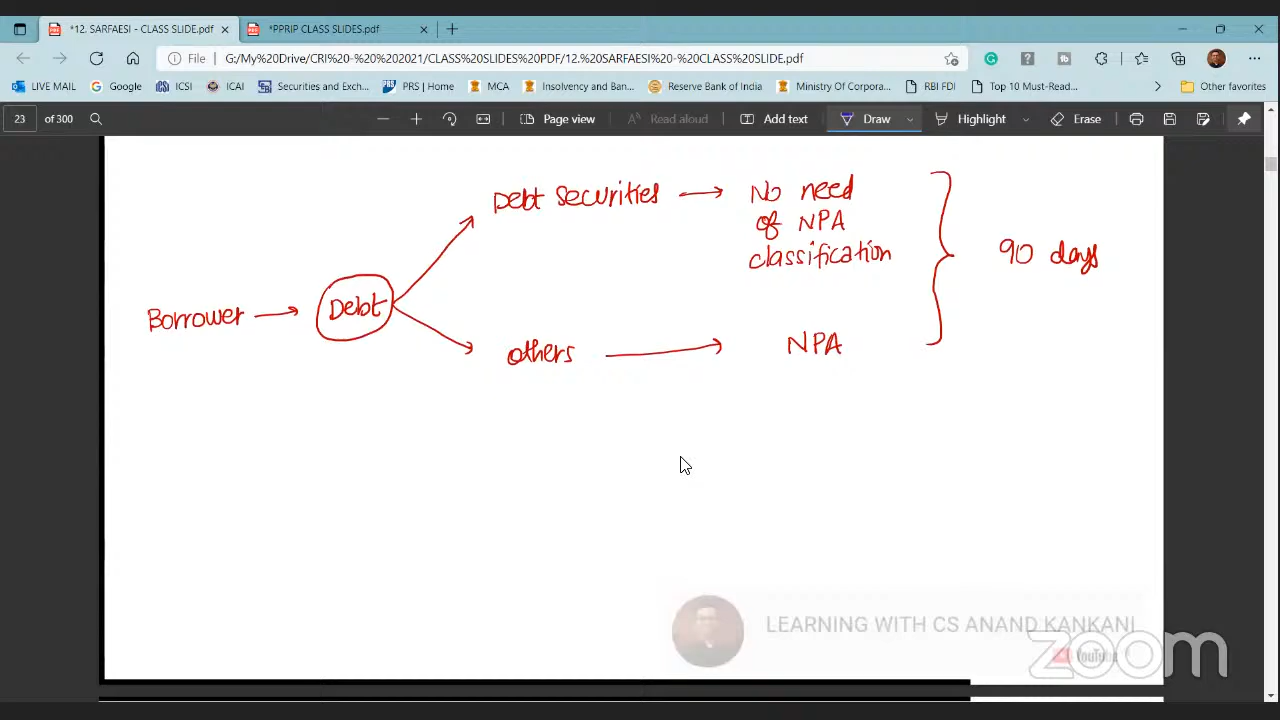 *12. SARFAESI - CLASS SLIDE.pdf
*PPRIP CLASS SLIDES.pdf
File
G:/My%20Drive/CRI%20-%20%202021/CLASS%20SLIDES%20PDF/12.%20SARFAESI%20-%20CLASS%20SLIDE.pdf
LIVE MAIL Google ICSI ICAI Securities and Exch... PRS | Home MCA Insolvency and Ban... Reserve Bank of India Ministry Of Corpora... RBI FDI Top 10 Must-Read... Other favorites
23 of 300 Page view Read aloud Add text Draw Highlight Erase
Debt Securities → No need
of NPA
classification
90 days
Borrower → Debt
others → NPA
LEARNING WITH CS ANAND KANKANI
YouTube
zoom